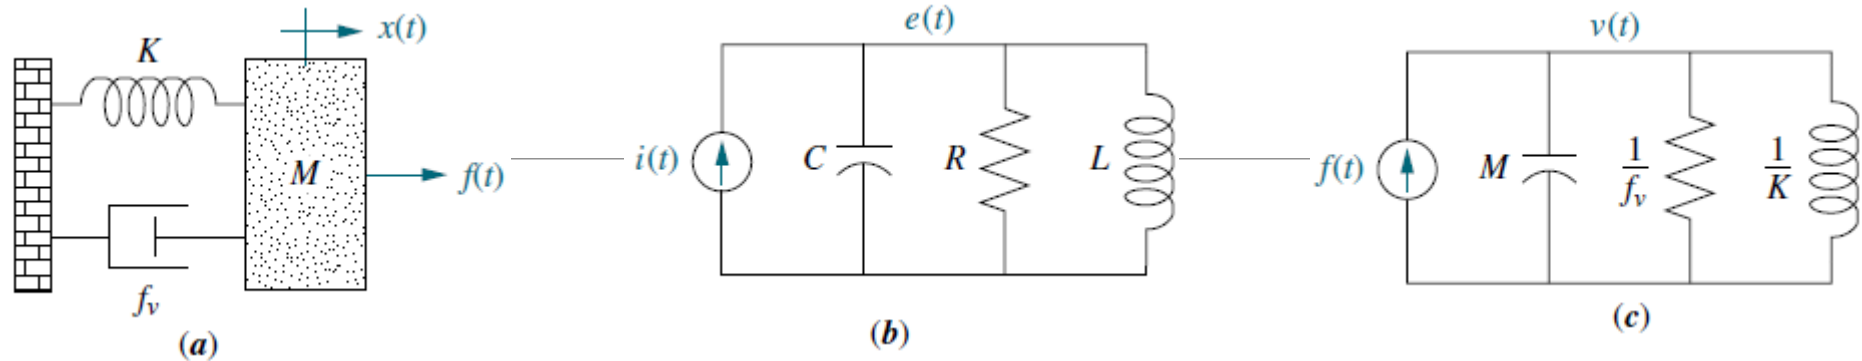 K
x(t)
M
f(t)
f_v
(a)
e(t)
i(t)
C
R
L
(b)
v(t)
f(t)
M
1/f_v
1/K
(c)